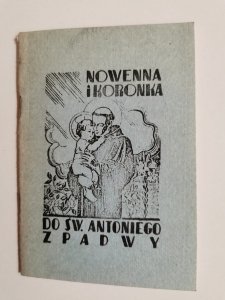 NOWENNA
i KORONKA
DO ŚW. ANTONIEGO
Z PADWY